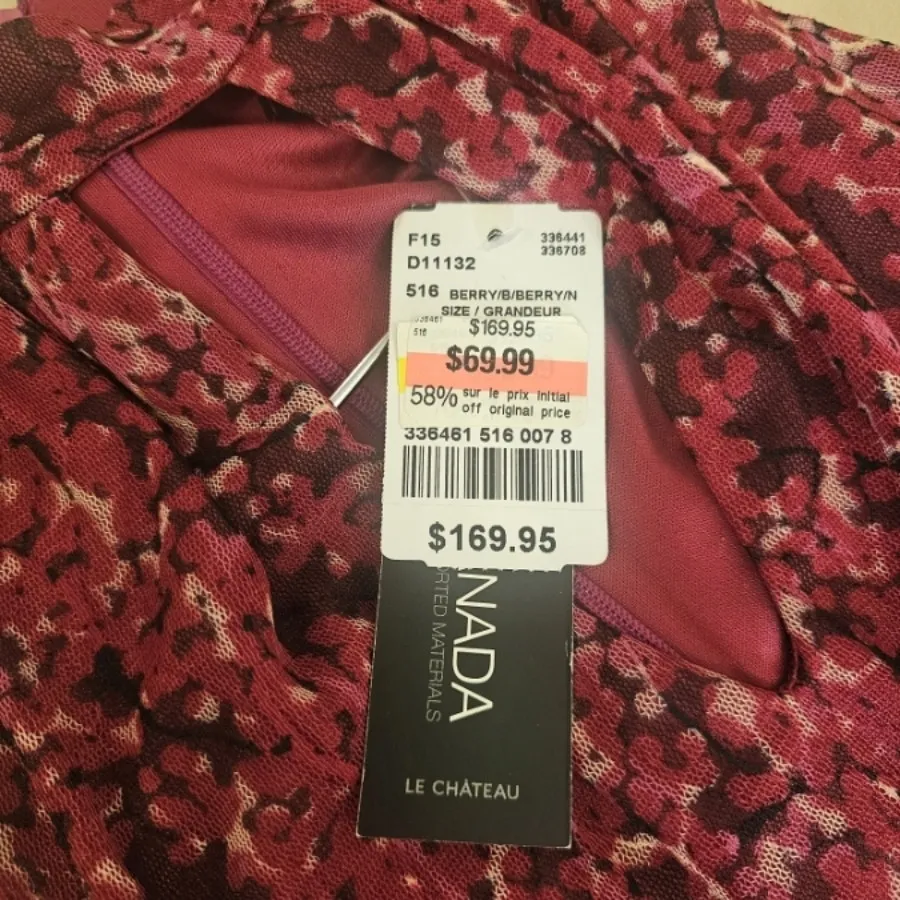 F15
336441
336708
D11132
516 BERRY/B/BERRY/N
SIZE / GRANDEUR
516 $169.95
$69.99
58% sur le prix initial
off original price
336461 516 007 8
$169.95
NADA
RTED MATERIALS
LE CHÂTEAU